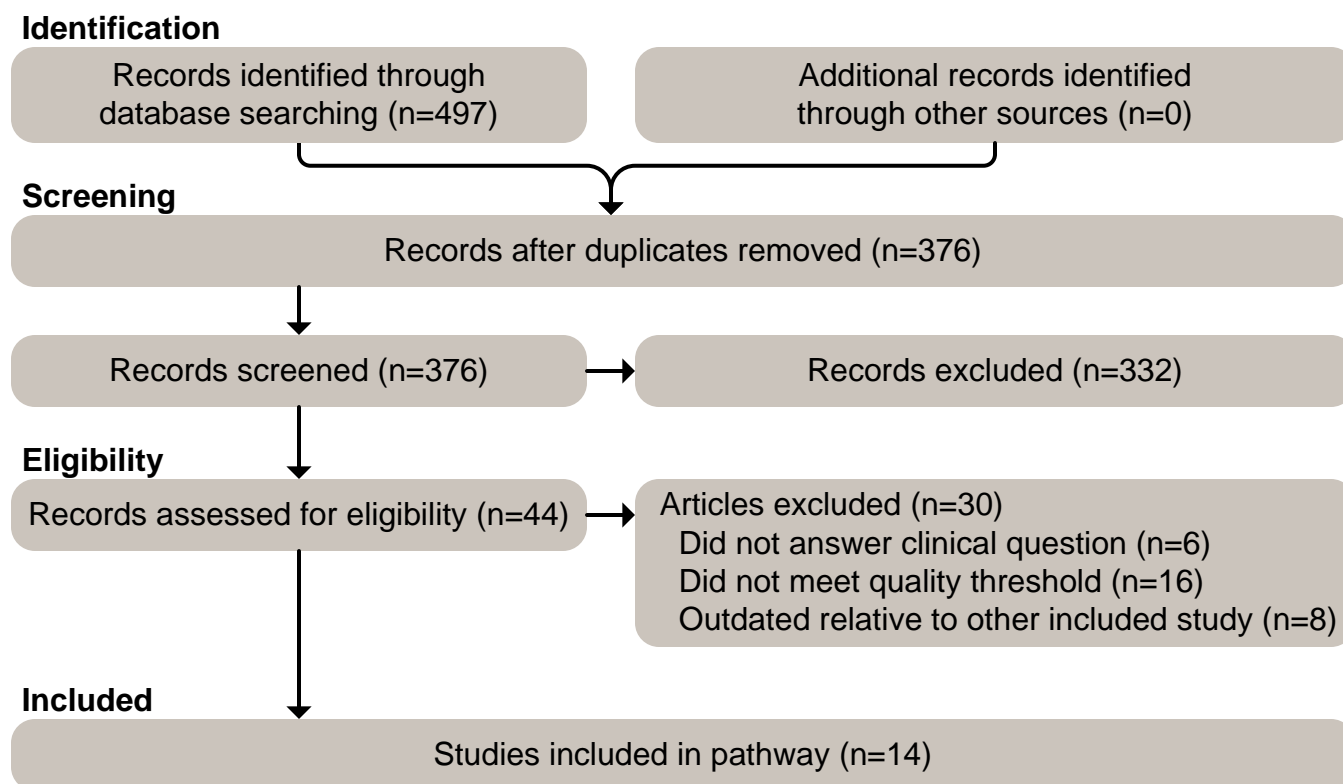 Identification
Records identified through
database searching (n=497)
Additional records identified
through other sources (n=0)
Screening
Records after duplicates removed (n=376)
Records screened (n=376)
Records excluded (n=332)
Eligibility
Records assessed for eligibility (n=44)
Articles excluded (n=30)
Did not answer clinical question (n=6)
Did not meet quality threshold (n=16)
Outdated relative to other included study (n=8)
Included
Studies included in pathway (n=14)